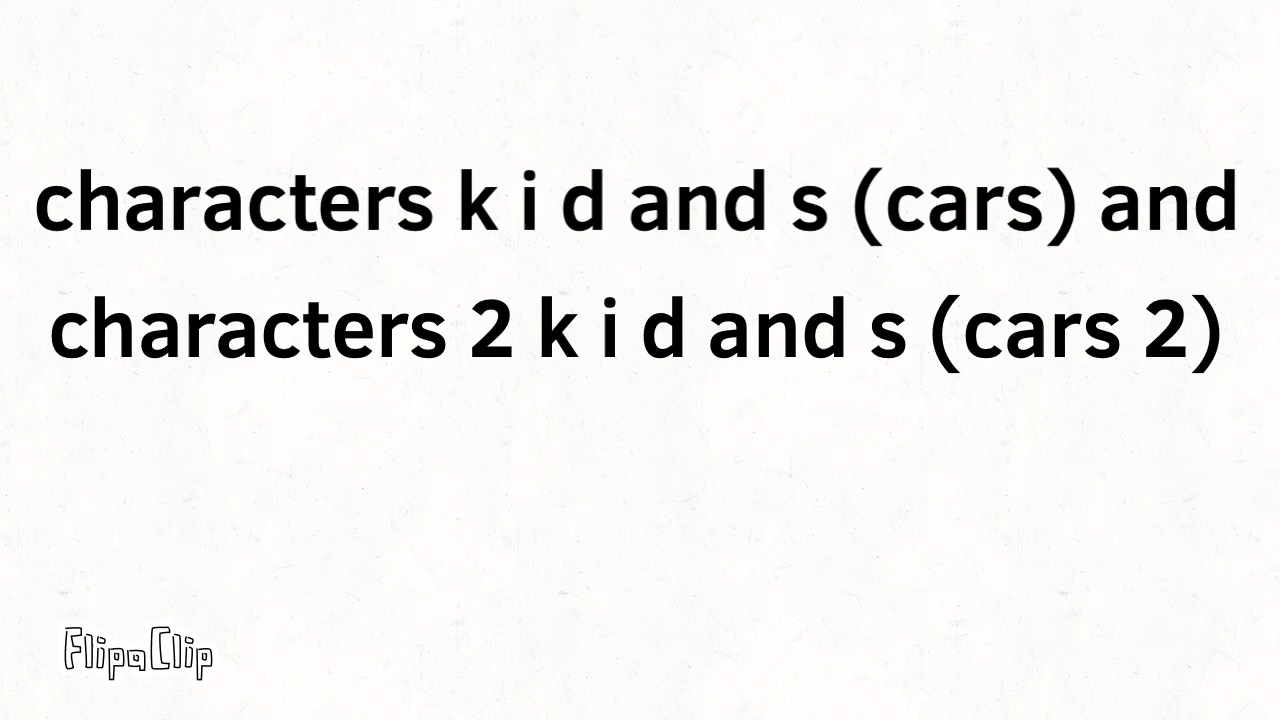 characters k i d and s (cars) and
characters 2 k i d and s (cars 2)
FlipaClip